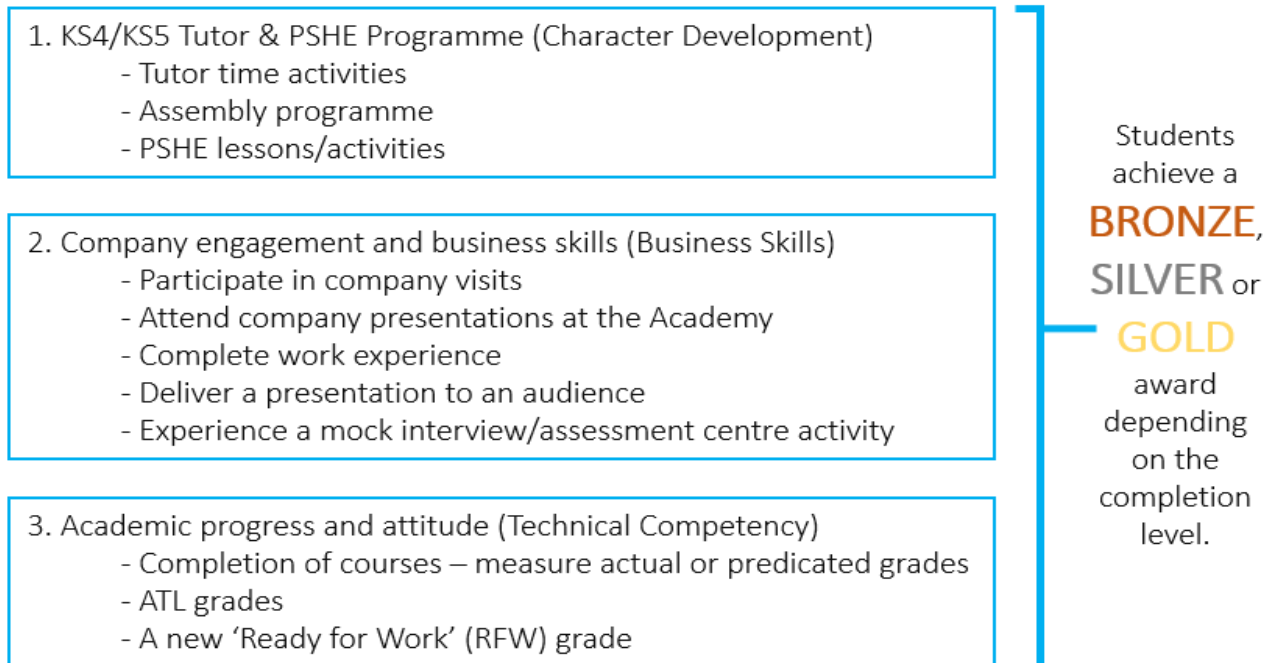 1. KS4/KS5 Tutor & PSHE Programme (Character Development)
- Tutor time activities
- Assembly programme
- PSHE lessons/activities
2. Company engagement and business skills (Business Skills)
- Participate in company visits
- Attend company presentations at the Academy
- Complete work experience
- Deliver a presentation to an audience
- Experience a mock interview/assessment centre activity
3. Academic progress and attitude (Technical Competency)
- Completion of courses – measure actual or predicated grades
- ATL grades
- A new ‘Ready for Work’ (RFW) grade
Students
achieve a
BRONZE,
SILVER or
GOLD
award
depending
on the
completion
level.